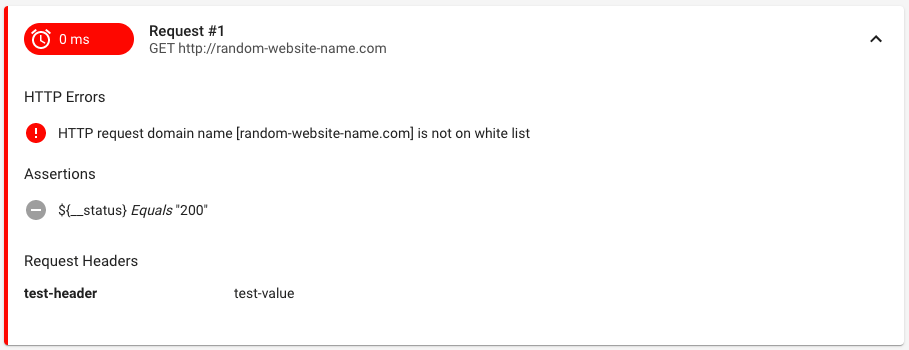 0 ms
Request #1
GET http://random-website-name.com
HTTP Errors
HTTP request domain name [random-website-name.com] is not on white list
Assertions
${__status} Equals "200"
Request Headers
test-header test-value